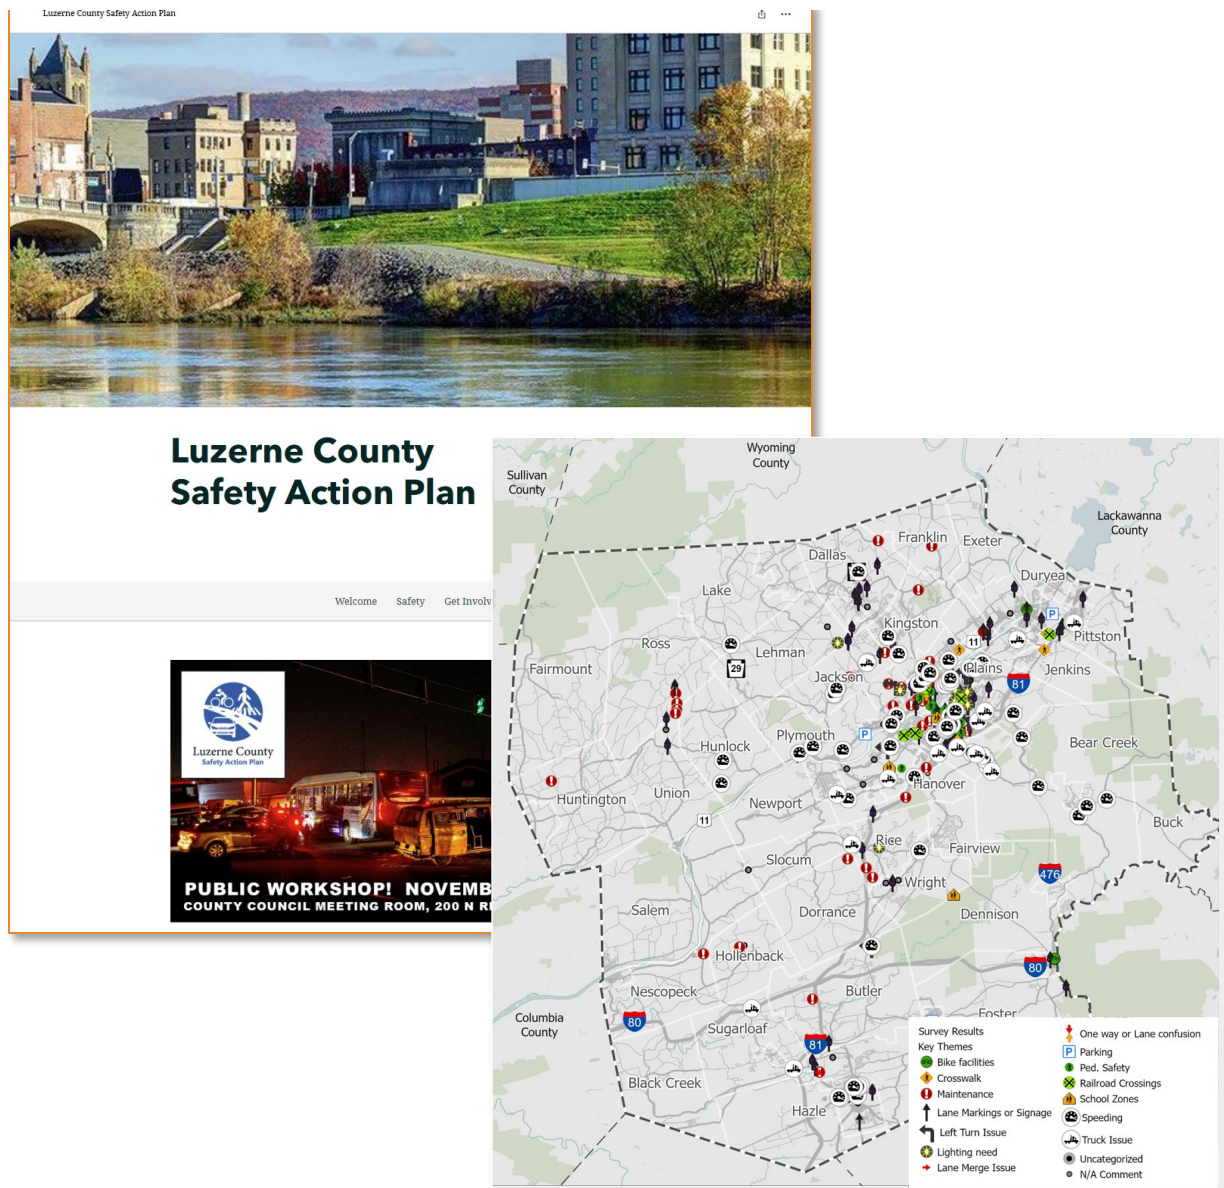 Luzerne County Safety Action Plan
Luzerne County
Safety Action Plan
Welcome Safety Get Involv
Luzerne County
Safety Action Plan
PUBLIC WORKSHOP! NOVEMB
COUNTY COUNCIL MEETING ROOM, 200 N
Wyoming
County
Sullivan
County
Lackawanna
County
Franklin
Exeter
Dallas
Duryea
Lake
Kingston
11
Pittston
Ross
Lehman
Plains
Jenkins
Fairmount
29
Jackson
81
Plymouth
Bear Creek
Hunlock
Hanover
Huntington
Union
Newport
11
Buck
Rice
Fairview
Slocum
476
Wright
Salem
Dorrance
Dennison
Hollenback
80
Nescopeck
Butler
Foster
Columbia
County
80
Sugarloaf
81
Black Creek
Hazle
Survey Results
Key Themes
Bike facilities
Crosswalk
Maintenance
Lane Markings or Signage
Left Turn Issue
Lighting need
Lane Merge Issue
One way or Lane confusion
P Parking
Ped. Safety
Railroad Crossings
School Zones
Speeding
Truck Issue
Uncategorized
N/A Comment